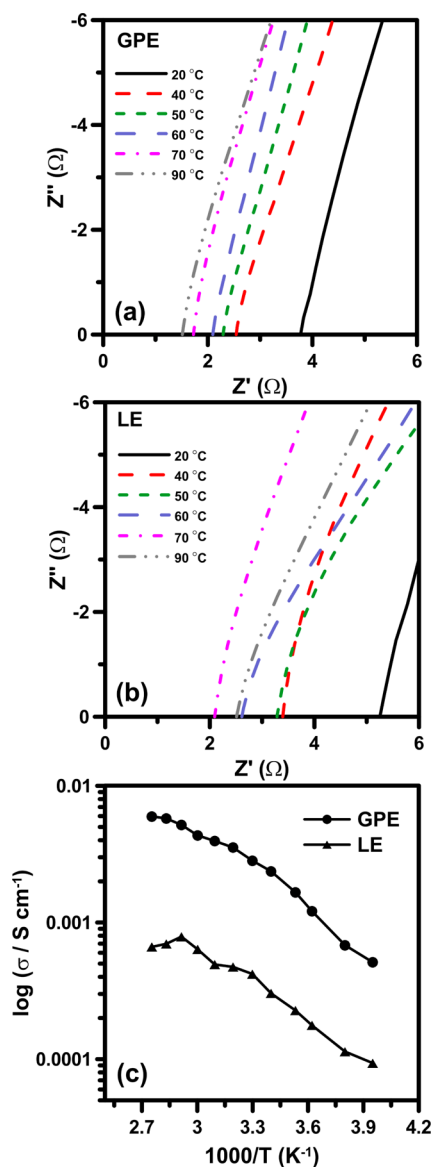 GPE
20 °C
40 °C
50 °C
60 °C
70 °C
90 °C
(a)
Z'' (Ω)
-6
-4
-2
0
0 2 4 6
Z' (Ω)
LE
20 °C
40 °C
50 °C
60 °C
70 °C
90 °C
(b)
Z'' (Ω)
-6
-4
-2
0
0 2 4 6
Z' (Ω)
GPE
LE
(c)
log (σ / S cm⁻¹)
0.01
0.001
0.0001
2.7 3 3.3 3.6 3.9 4.2
1000/T (K⁻¹)